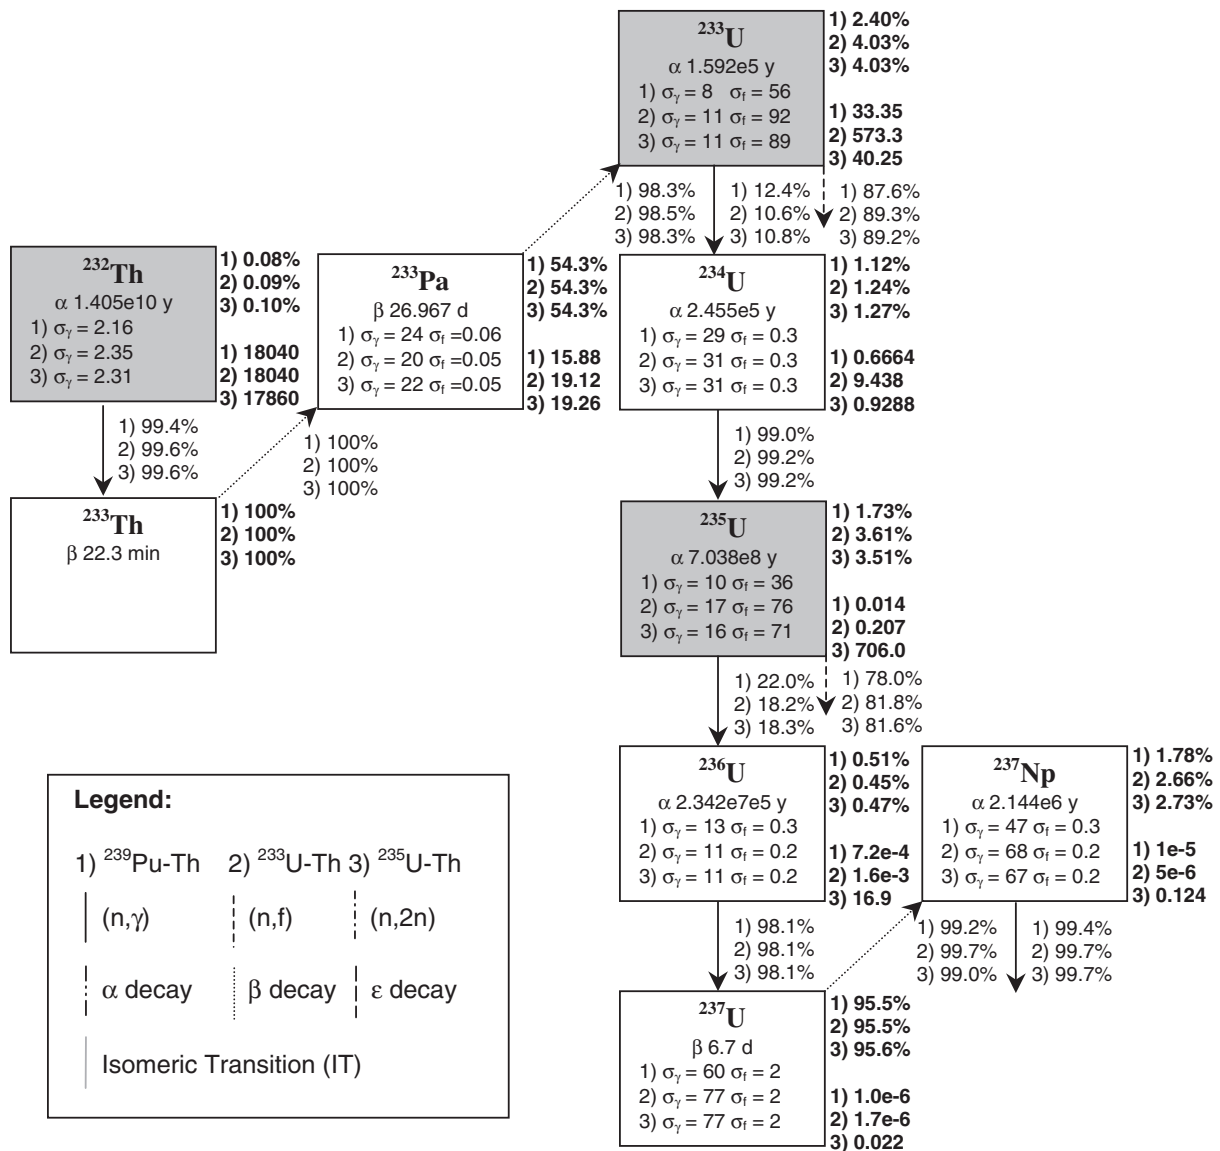 ²³³U
α 1.592e5 y
1) σγ = 8 σf = 56
2) σγ = 11 σf = 92
3) σγ = 11 σf = 89
1) 2.40%
2) 4.03%
3) 4.03%
1) 33.35
2) 573.3
3) 40.25
1) 98.3%
2) 98.5%
3) 98.3%
1) 12.4%
2) 10.6%
3) 10.8%
1) 87.6%
2) 89.3%
3) 89.2%
²³²Th
α 1.405e10 y
1) σγ = 2.16
2) σγ = 2.35
3) σγ = 2.31
1) 0.08%
2) 0.09%
3) 0.10%
1) 18040
2) 18040
3) 17860
1) 99.4%
2) 99.6%
3) 99.6%
²³³Pa
β 26.967 d
1) σγ = 24 σf =0.06
2) σγ = 20 σf =0.05
3) σγ = 22 σf =0.05
1) 54.3%
2) 54.3%
3) 54.3%
1) 15.88
2) 19.12
3) 19.26
1) 100%
2) 100%
3) 100%
²³⁴U
α 2.455e5 y
1) σγ = 29 σf = 0.3
2) σγ = 31 σf = 0.3
3) σγ = 31 σf = 0.3
1) 1.12%
2) 1.24%
3) 1.27%
1) 0.6664
2) 9.438
3) 0.9288
1) 99.0%
2) 99.2%
3) 99.2%
²³³Th
β 22.3 min
1) 100%
2) 100%
3) 100%
²³⁵U
α 7.038e8 y
1) σγ = 10 σf = 36
2) σγ = 17 σf = 76
3) σγ = 16 σf = 71
1) 1.73%
2) 3.61%
3) 3.51%
1) 0.014
2) 0.207
3) 706.0
1) 22.0%
2) 18.2%
3) 18.3%
1) 78.0%
2) 81.8%
3) 81.6%
²³⁶U
α 2.342e7e5 y
1) σγ = 13 σf = 0.3
2) σγ = 11 σf = 0.2
3) σγ = 11 σf = 0.2
1) 0.51%
2) 0.45%
3) 0.47%
1) 7.2e-4
2) 1.6e-3
3) 16.9
1) 98.1%
2) 98.1%
3) 98.1%
²³⁷Np
α 2.144e6 y
1) σγ = 47 σf = 0.3
2) σγ = 68 σf = 0.2
3) σγ = 67 σf = 0.2
1) 1.78%
2) 2.66%
3) 2.73%
1) 1e-5
2) 5e-6
3) 0.124
1) 99.2%
2) 99.7%
3) 99.0%
1) 99.4%
2) 99.7%
3) 99.7%
²³⁷U
β 6.7 d
1) σγ = 60 σf = 2
2) σγ = 77 σf = 2
3) σγ = 77 σf = 2
1) 95.5%
2) 95.5%
3) 95.6%
1) 1.0e-6
2) 1.7e-6
3) 0.022
Legend:
1) ²³⁹Pu-Th 2) ²³³U-Th 3) ²³⁵U-Th
(n,γ) (n,f) (n,2n)
α decay β decay ε decay
Isomeric Transition (IT)